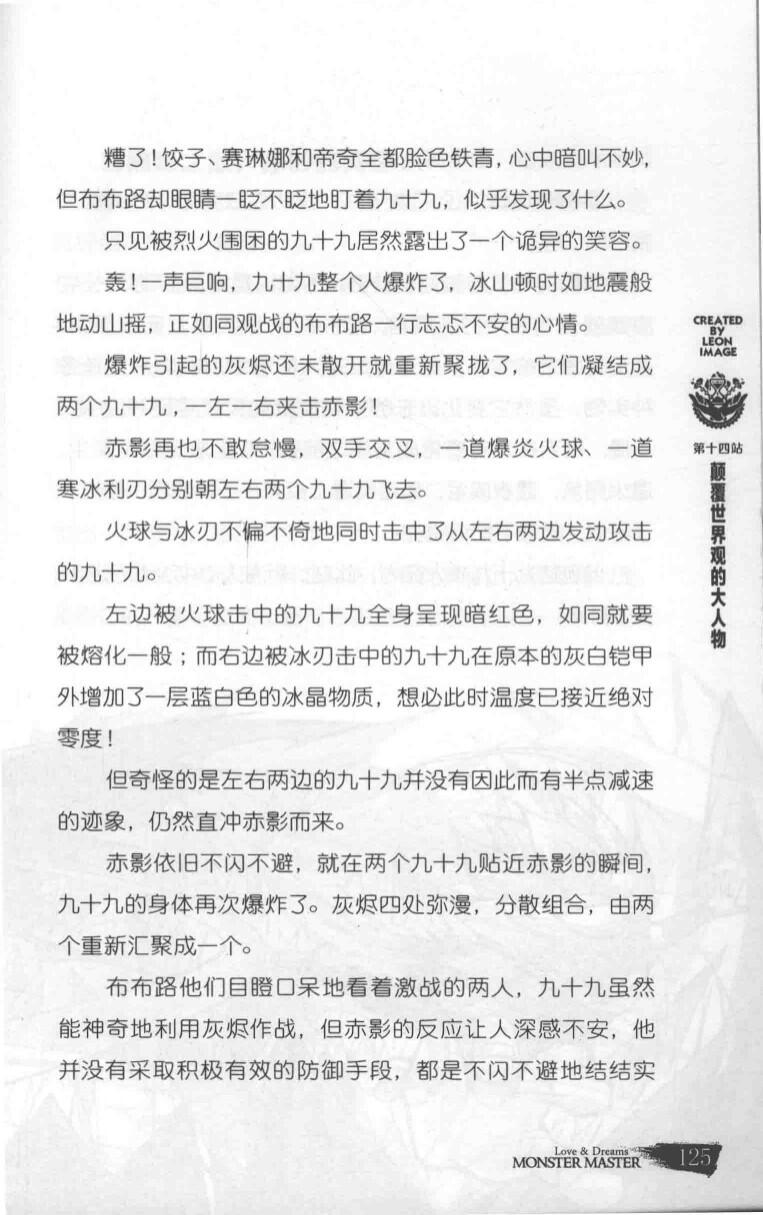 糟了！饺子、赛琳娜和帝奇全都脸色铁青，心中暗叫不妙，
但布布路却眼睛一眨不眨地盯着九十九，似乎发现了什么。
只见被烈火围困的九十九居然露出了一个诡异的笑容。
轰！一声巨响，九十九整个人爆炸了，冰山顿时如地震般
地动山摇，正如同观战的布布路一行忐忑不安的心情。
爆炸引起的灰烬还未散开就重新聚拢了，它们凝结成
两个九十九，一左一右夹击赤影！
赤影再也不敢怠慢，双手交叉，一道爆炎火球、一道
寒冰利刃分别朝左右两个九十九飞去。
火球与冰刃不偏不倚地同时击中了从左右两边发动攻击
的九十九。
左边被火球击中的九十九全身呈现暗红色，如同就要
被熔化一般；而右边被冰刃击中的九十九在原本的灰白铠甲
外增加了一层蓝白色的冰晶物质，想必此时温度已接近绝对
零度！
但奇怪的是左右两边的九十九并没有因此而有半点减速
的迹象，仍然直冲赤影而来。
赤影依旧不闪不避，就在两个九十九贴近赤影的瞬间，
九十九的身体再次爆炸了。灰烬四处弥漫，分散组合，由两
个重新汇聚成一个。
布布路他们目瞪口呆地看着激战的两人，九十九虽然
能神奇地利用灰烬作战，但赤影的反应让人深感不安，他
并没有采取积极有效的防御手段，都是不闪不避地结结实
CREATED
BY
LEON
IMAGE
第十四站
颠覆世界观的大人物
Love & Dreams
MONSTER MASTER
125